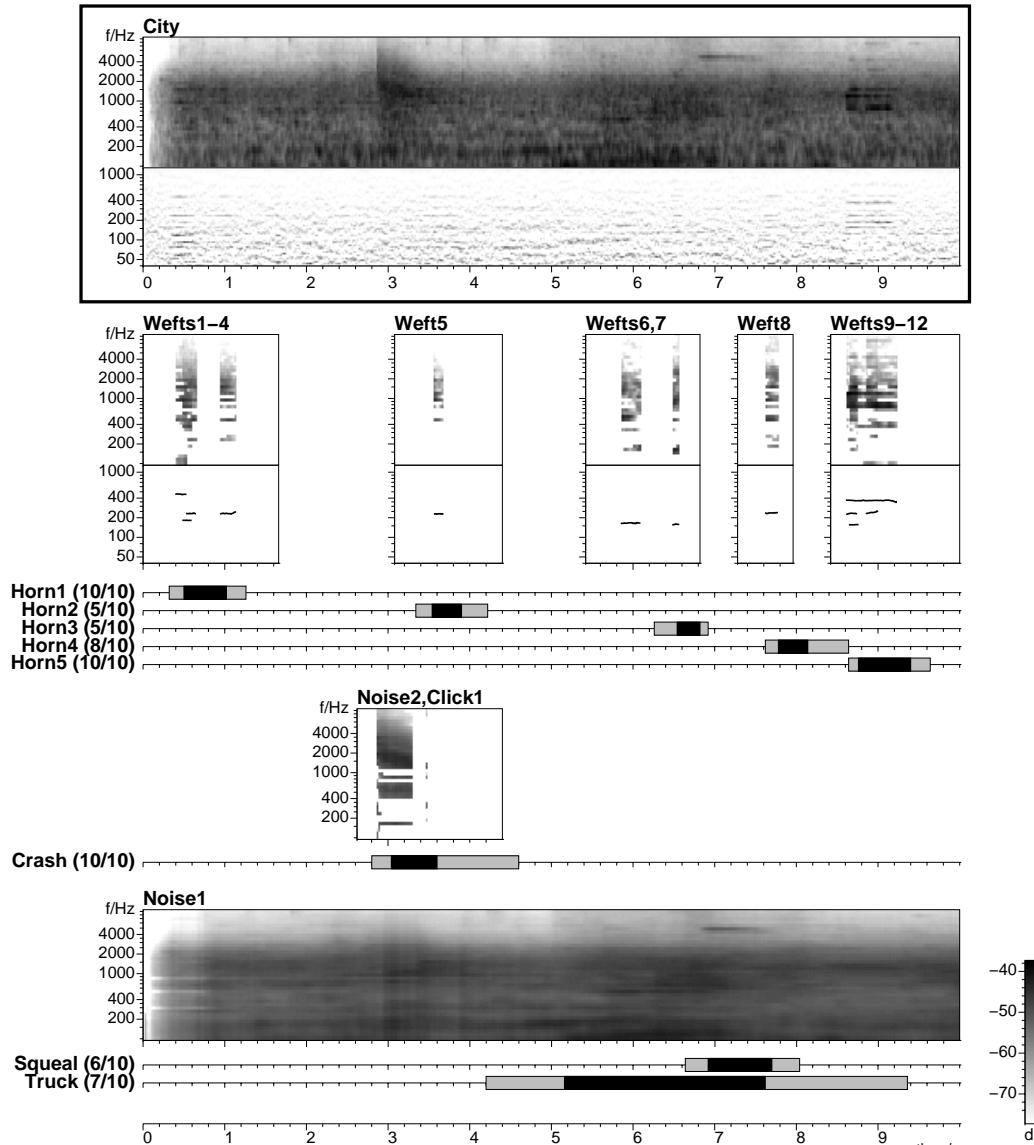 City
f/Hz
4000
2000
1000
400
200
1000
400
200
100
50
0 1 2 3 4 5 6 7 8 9
Wefts1–4 Weft5 Wefts6,7 Weft8 Wefts9–12
f/Hz
4000
2000
1000
400
200
1000
400
200
100
50
Horn1 (10/10)
Horn2 (5/10)
Horn3 (5/10)
Horn4 (8/10)
Horn5 (10/10)
Noise2,Click1
f/Hz
4000
2000
1000
400
200
Crash (10/10)
Noise1
f/Hz
4000
2000
1000
400
200
−40
−50
−60
−70
Squeal (6/10)
Truck (7/10)
0 1 2 3 4 5 6 7 8 9